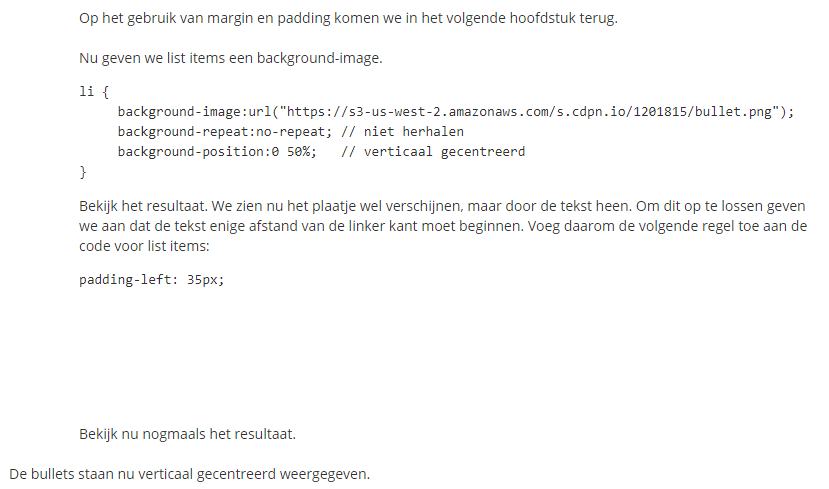 Op het gebruik van margin en padding komen we in het volgende hoofdstuk terug.
Nu geven we list items een background-image.
li {
background-image:url("https://s3-us-west-2.amazonaws.com/s.cdpn.io/1201815/bullet.png");
background-repeat:no-repeat; // niet herhalen
background-position:0 50%;   // verticaal gecentreerd
}
Bekijk het resultaat. We zien nu het plaatje wel verschijnen, maar door de tekst heen. Om dit op te lossen geven
we aan dat de tekst enige afstand van de linker kant moet beginnen. Voeg daarom de volgende regel toe aan de
code voor list items:
padding-left: 35px;
Bekijk nu nogmaals het resultaat.
De bullets staan nu verticaal gecentreerd weergegeven.